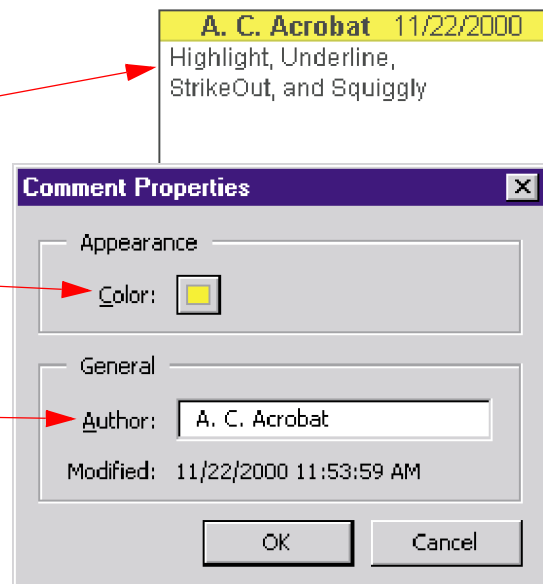 A. C. Acrobat 11/22/2000
Highlight, Underline,
StrikeOut, and Squiggly
Comment Properties
Appearance
Color:
General
Author: A. C. Acrobat
Modified: 11/22/2000 11:53:59 AM
OK Cancel